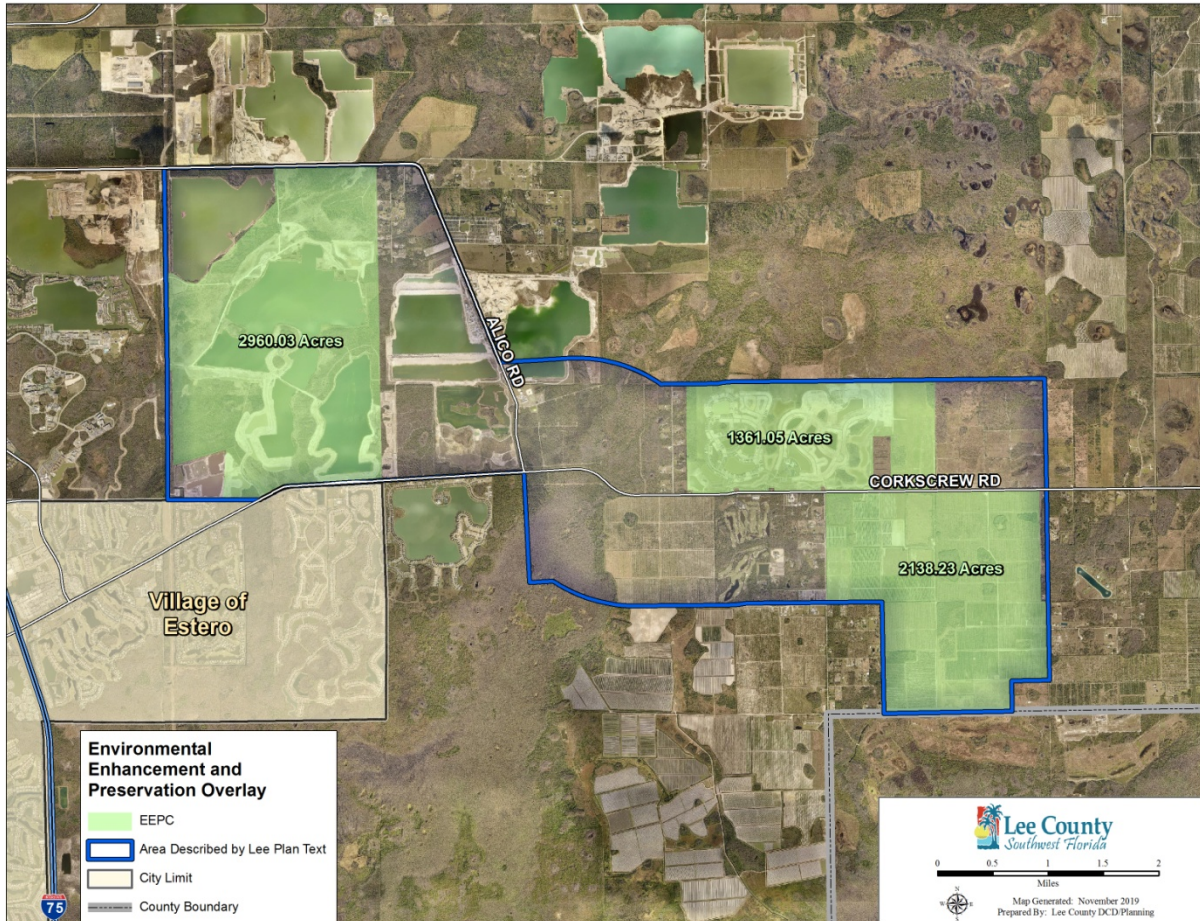 2960.03 Acres
ALICO RD
1361.05 Acres
CORKSCREW RD
2138.23 Acres
Village of
Estero
Environmental
Enhancement and
Preservation Overlay
EEPC
Area Described by Lee Plan Text
City Limit
County Boundary
75
Lee County
Southwest Florida
0 0.5 1 1.5 2
Miles
N
W E
S
Map Generated: November 2019
Prepared By: Lee County DCD/Planning